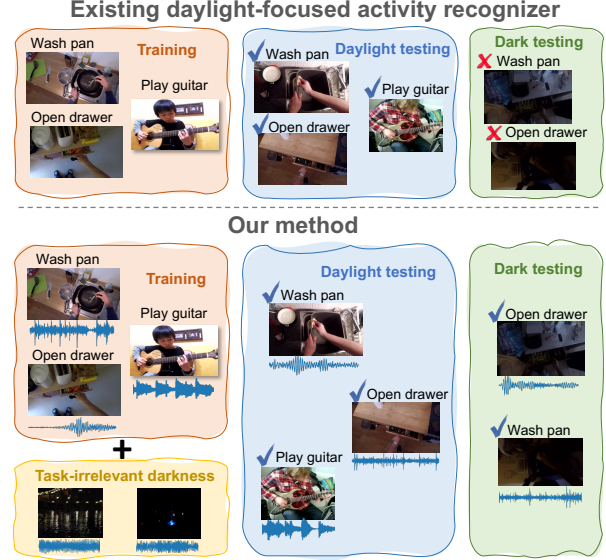 Existing daylight-focused activity recognizer
Training
Wash pan
Play guitar
Open drawer
Daylight testing
Wash pan
Play guitar
Open drawer
Dark testing
Wash pan
Open drawer
Our method
Training
Wash pan
Play guitar
Open drawer
+
Task-irrelevant darkness
Daylight testing
Wash pan
Open drawer
Play guitar
Dark testing
Open drawer
Wash pan